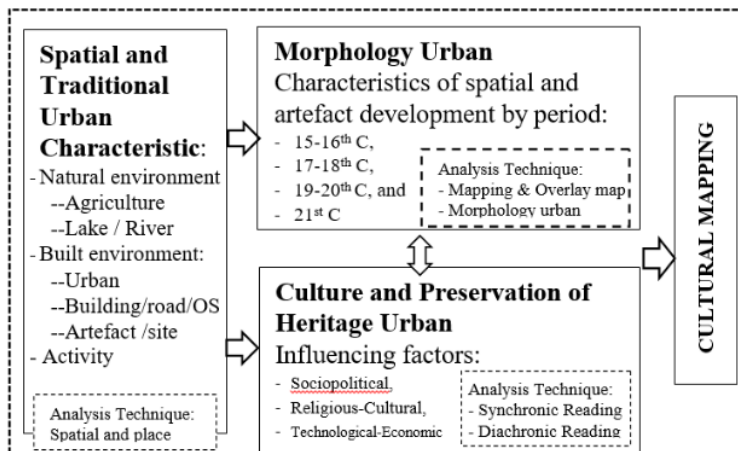 Spatial and
Traditional
Urban
Characteristic:
- Natural environment
--Agriculture
--Lake / River
- Built environment:
--Urban
--Building/road/OS
--Artefact /site
- Activity
Analysis Technique:
Spatial and place
Morphology Urban
Characteristics of spatial and
artefact development by period:
- 15-16th C,
- 17-18th C,
- 19-20th C, and
- 21st C
Analysis Technique:
- Mapping & Overlay map
- Morphology urban
Culture and Preservation of
Heritage Urban
Influencing factors:
- Sociopolitical,
- Religious-Cultural,
- Technological-Economic
Analysis Technique:
- Synchronic Reading
- Diachronic Reading
CULTURAL MAPPING